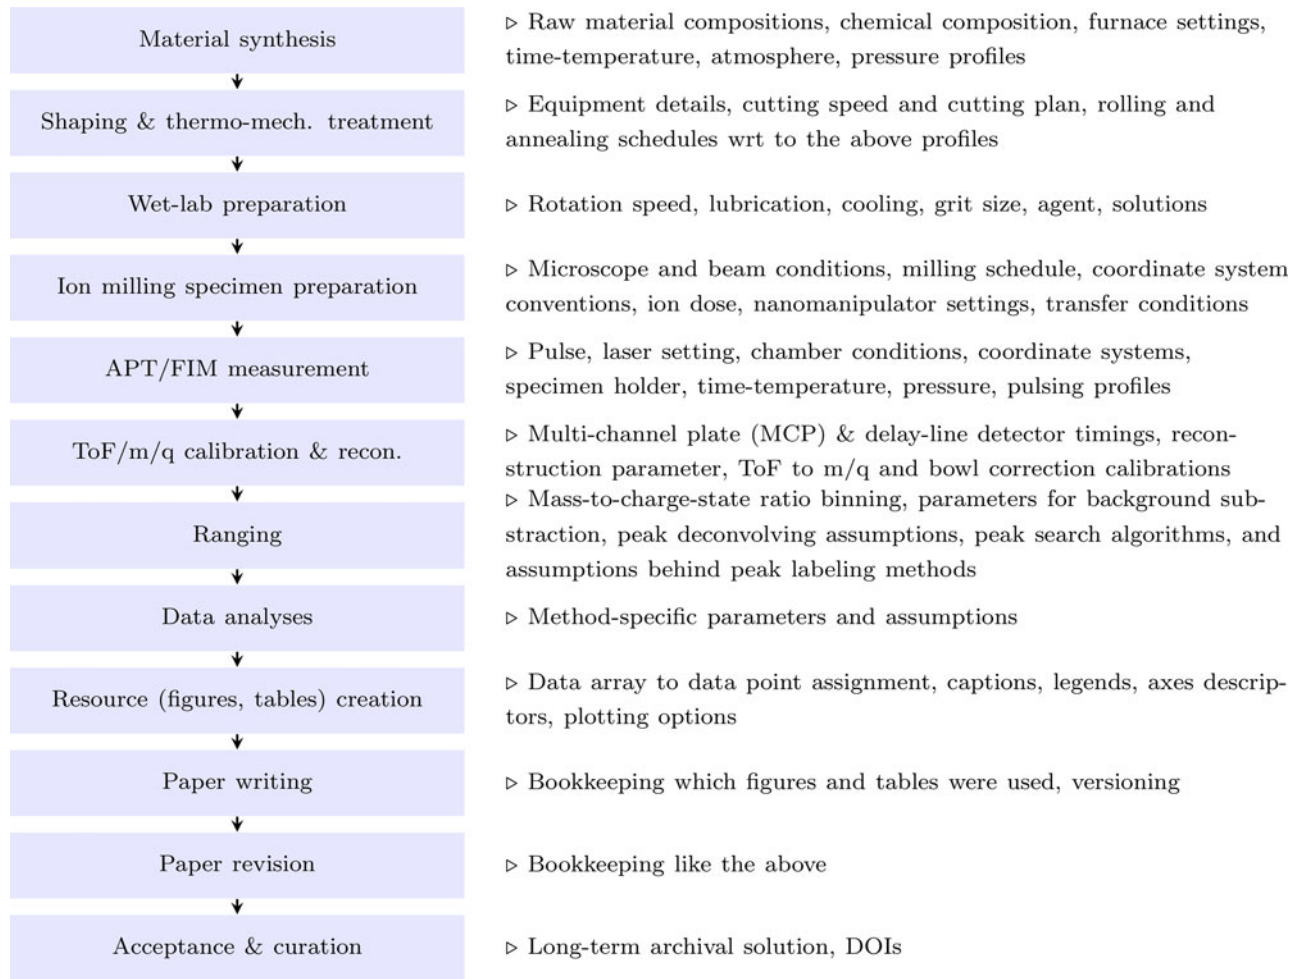 Material synthesis
▷ Raw material compositions, chemical composition, furnace settings,
time-temperature, atmosphere, pressure profiles
Shaping & thermo-mech. treatment
▷ Equipment details, cutting speed and cutting plan, rolling and
annealing schedules wrt to the above profiles
Wet-lab preparation
▷ Rotation speed, lubrication, cooling, grit size, agent, solutions
Ion milling specimen preparation
▷ Microscope and beam conditions, milling schedule, coordinate system
conventions, ion dose, nanomanipulator settings, transfer conditions
APT/FIM measurement
▷ Pulse, laser setting, chamber conditions, coordinate systems,
specimen holder, time-temperature, pressure, pulsing profiles
ToF/m/q calibration & recon.
▷ Multi-channel plate (MCP) & delay-line detector timings, recon-
struction parameter, ToF to m/q and bowl correction calibrations
Ranging
▷ Mass-to-charge-state ratio binning, parameters for background sub-
straction, peak deconvolving assumptions, peak search algorithms, and
assumptions behind peak labeling methods
Data analyses
▷ Method-specific parameters and assumptions
Resource (figures, tables) creation
▷ Data array to data point assignment, captions, legends, axes descrip-
tors, plotting options
Paper writing
▷ Bookkeeping which figures and tables were used, versioning
Paper revision
▷ Bookkeeping like the above
Acceptance & curation
▷ Long-term archival solution, DOIs